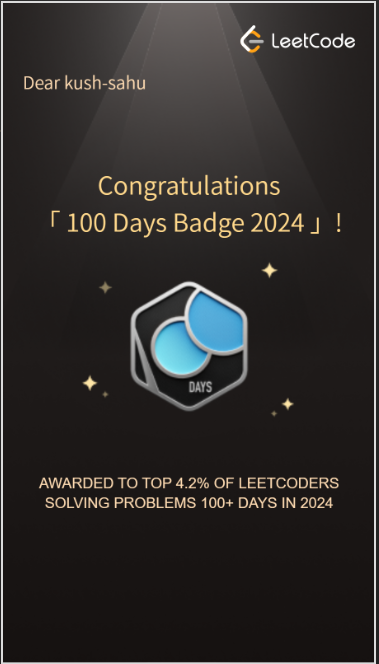 LeetCode
Dear kush-sahu
Congratulations
「 100 Days Badge 2024 」!
DAYS
AWARDED TO TOP 4.2% OF LEETCODERS
SOLVING PROBLEMS 100+ DAYS IN 2024